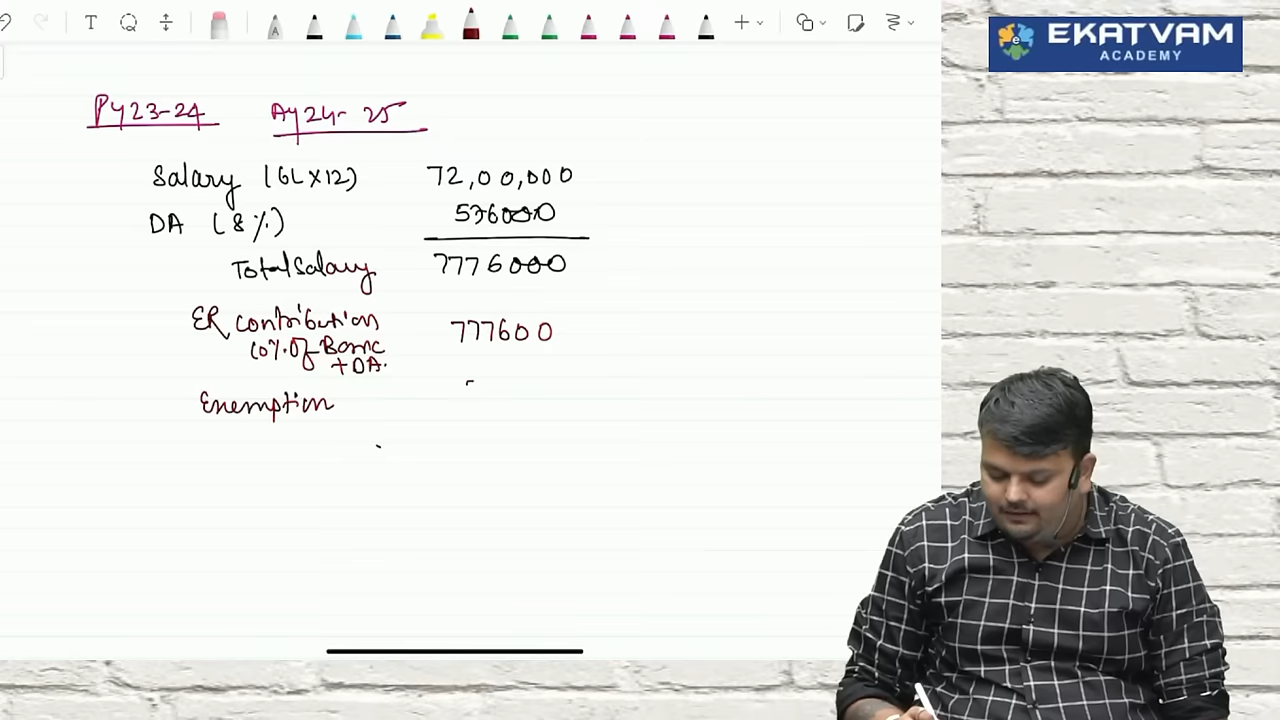 EKATVAM
ACADEMY
PY23-24 AY24-25
Salary (6L×12) 72,00,000
DA (8%) 576000
Total Salary 7776000
ER contribution 777600
10% Of Basic
+ DA.
Exemption